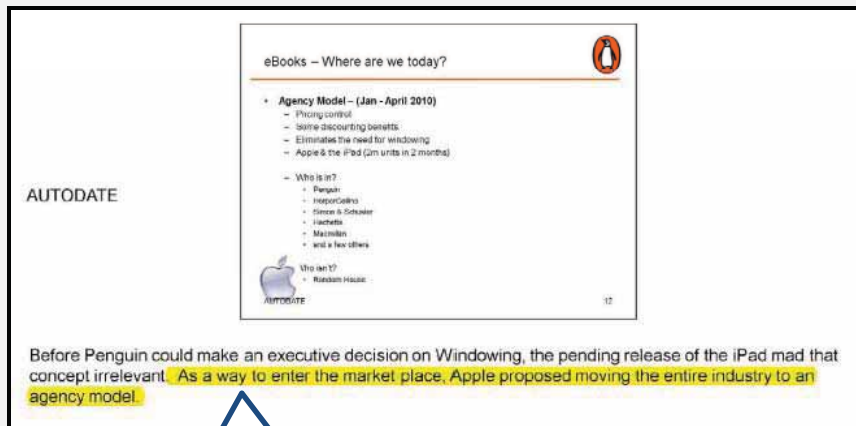 eBooks – Where are we today?
• Agency Model – (Jan - April 2010)
– Pricing control
– Some discounting benefits
– Eliminates the need for windowing
– Apple & the iPad (2m units in 2 months)
– Who is in?
• Penguin
• HarperCollins
• Simon & Schuster
• Hachette
• Macmillan
• and a few others
Who isn't?
• Random House
AUTODATE 12
AUTODATE
Before Penguin could make an executive decision on Windowing, the pending release of the iPad mad that
concept irrelevant. As a way to enter the market place, Apple proposed moving the entire industry to an
agency model.